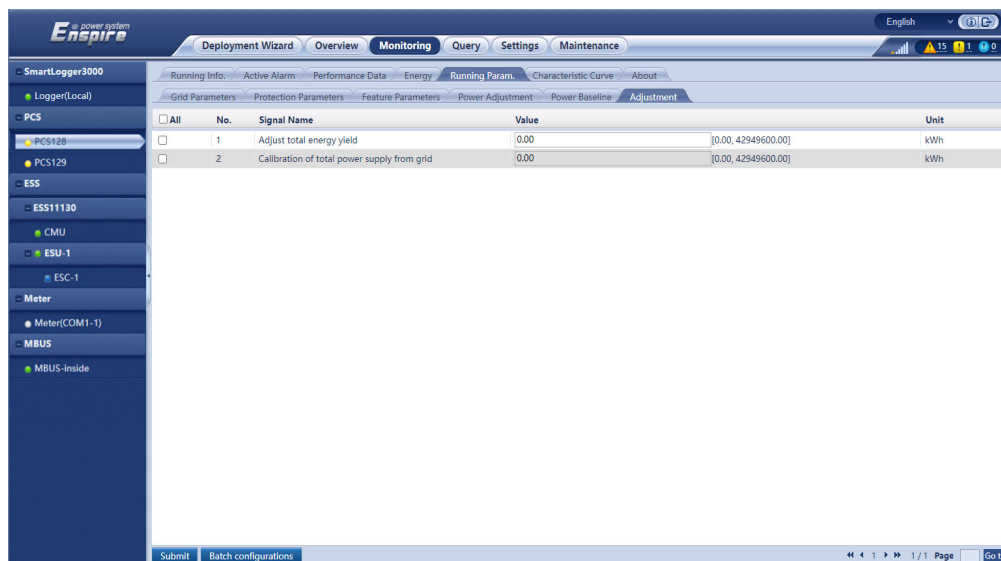 Enspire @ power system
English
Deployment Wizard Overview Monitoring Query Settings Maintenance
15 1 0
SmartLogger3000
Logger(Local)
PCS
PCS128
PCS129
ESS
ESS11130
CMU
ESU-1
ESC-1
Meter
Meter(COM1-1)
MBUS
MBUS-inside
Running Info. Active Alarm Performance Data Energy Running Param. Characteristic Curve About
Grid Parameters Protection Parameters Feature Parameters Power Adjustment Power Baseline Adjustment
All No. Signal Name Value Unit
1 Adjust total energy yield 0.00 [0.00, 42949600.00] kWh
2 Calibration of total power supply from grid 0.00 [0.00, 42949600.00] kWh
Submit Batch configurations 1 1 / 1 Page Go t